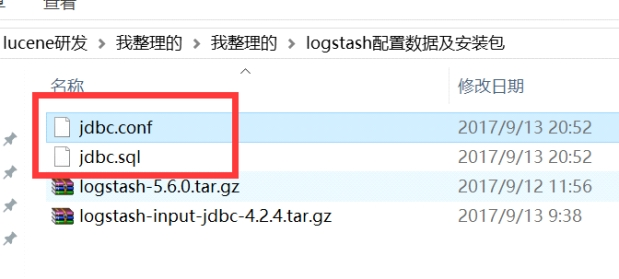 查看
lucene研发 > 我整理的 > 我整理的 > logstash配置数据及安装包
名称 修改日期
jdbc.conf 2017/9/13 20:52
jdbc.sql 2017/9/13 20:52
logstash-5.6.0.tar.gz 2017/9/12 11:56
logstash-input-jdbc-4.2.4.tar.gz 2017/9/13 9:38